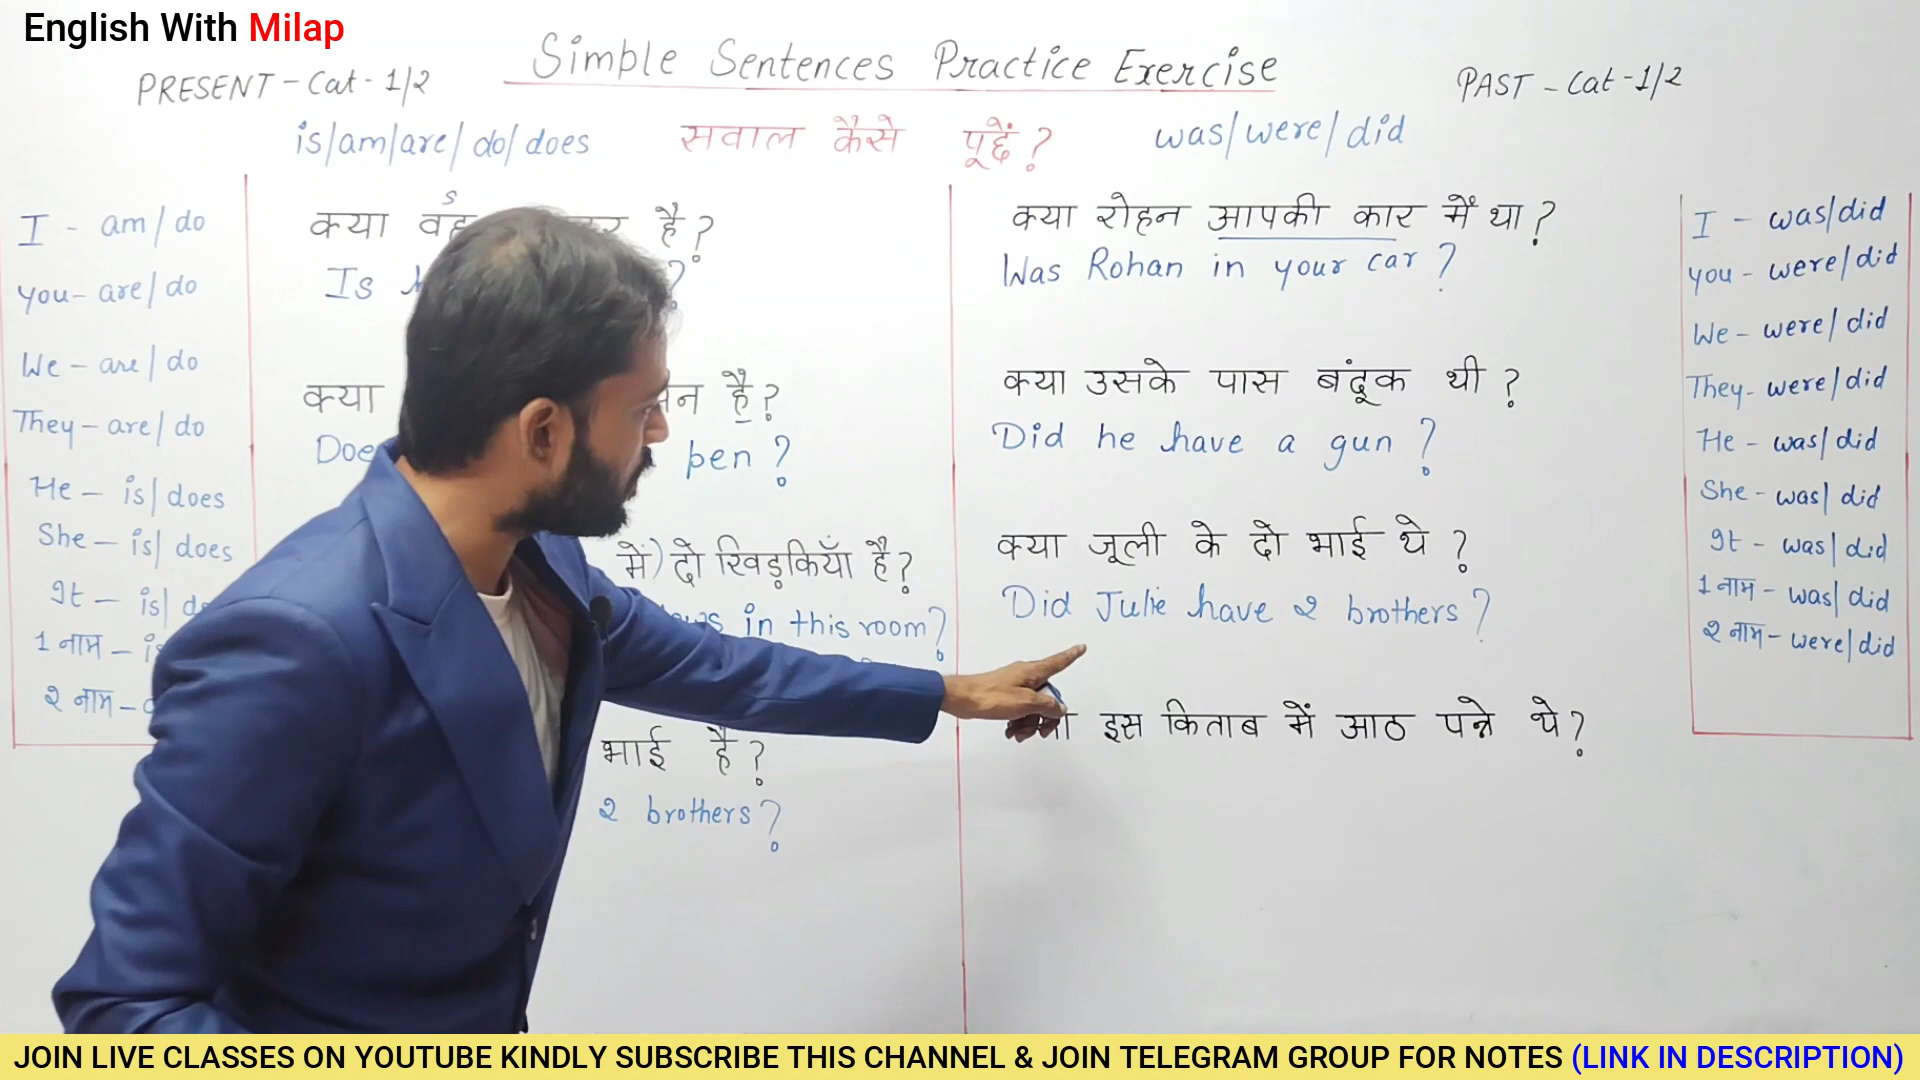 English With Milap
Simple Sentences Practice Exercise
PRESENT - Cat - 1/2
PAST - Cat - 1/2
is/am/are/do/does
सवाल कैसे पूछें?
was/were/did
I - am/do
You - are/do
We - are/do
They - are/do
He - is/does
She - is/does
It - is/
1 नाम -
2 नाम -
s
क्या वह है?
Is ?
क्या है?
pen?
में) दो खिड़कियाँ है?
in this room?
भाई है?
2 brothers?
क्या रोहन आपकी कार में था?
Was Rohan in your car?
क्या उसके पास बंदूक थी?
Did he have a gun?
क्या जूली के दो भाई थे?
Did Julie have 2 brothers?
इस किताब में आठ पन्ने थे?
I - was/did
You - were/did
We - were/did
They - were/did
He - was/did
She - was/did
It - was/did
1 नाम - was/did
2 नाम - were/did
JOIN LIVE CLASSES ON YOUTUBE KINDLY SUBSCRIBE THIS CHANNEL & JOIN TELEGRAM GROUP FOR NOTES (LINK IN DESCRIPTION)